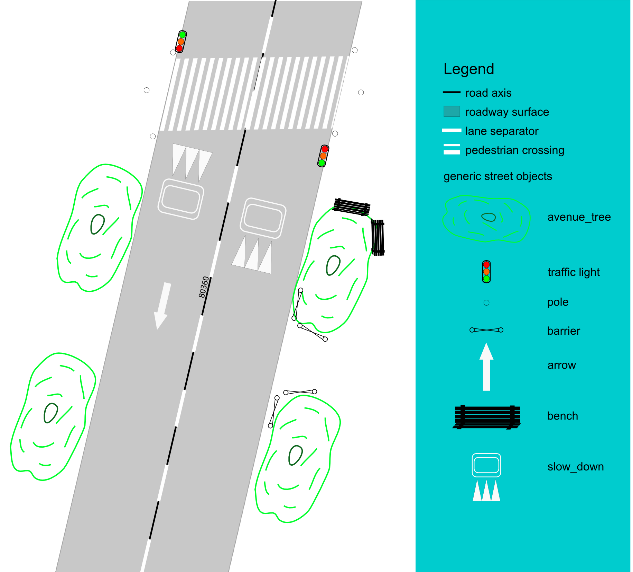 80360
Legend
road axis
roadway surface
lane separator
pedestrian crossing
generic street objects
avenue_tree
traffic light
pole
barrier
arrow
bench
slow_down